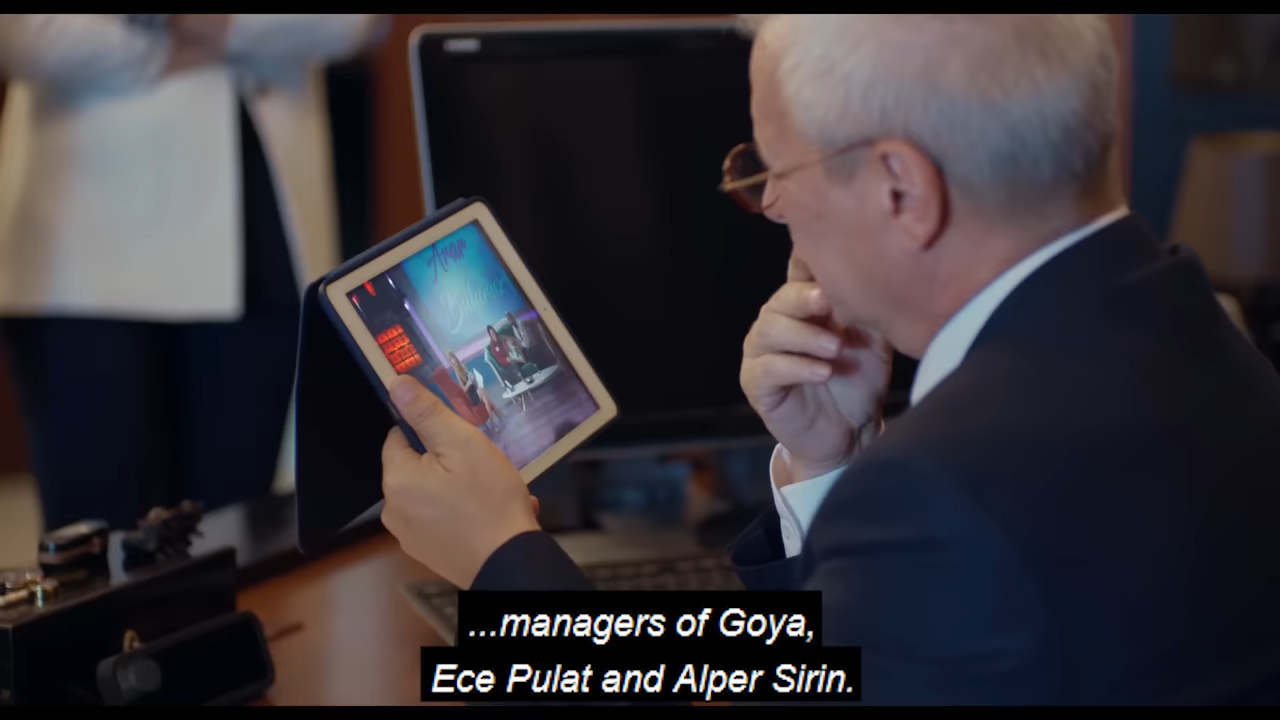 ...managers of Goya,
Ece Pulat and Alper Sirin.